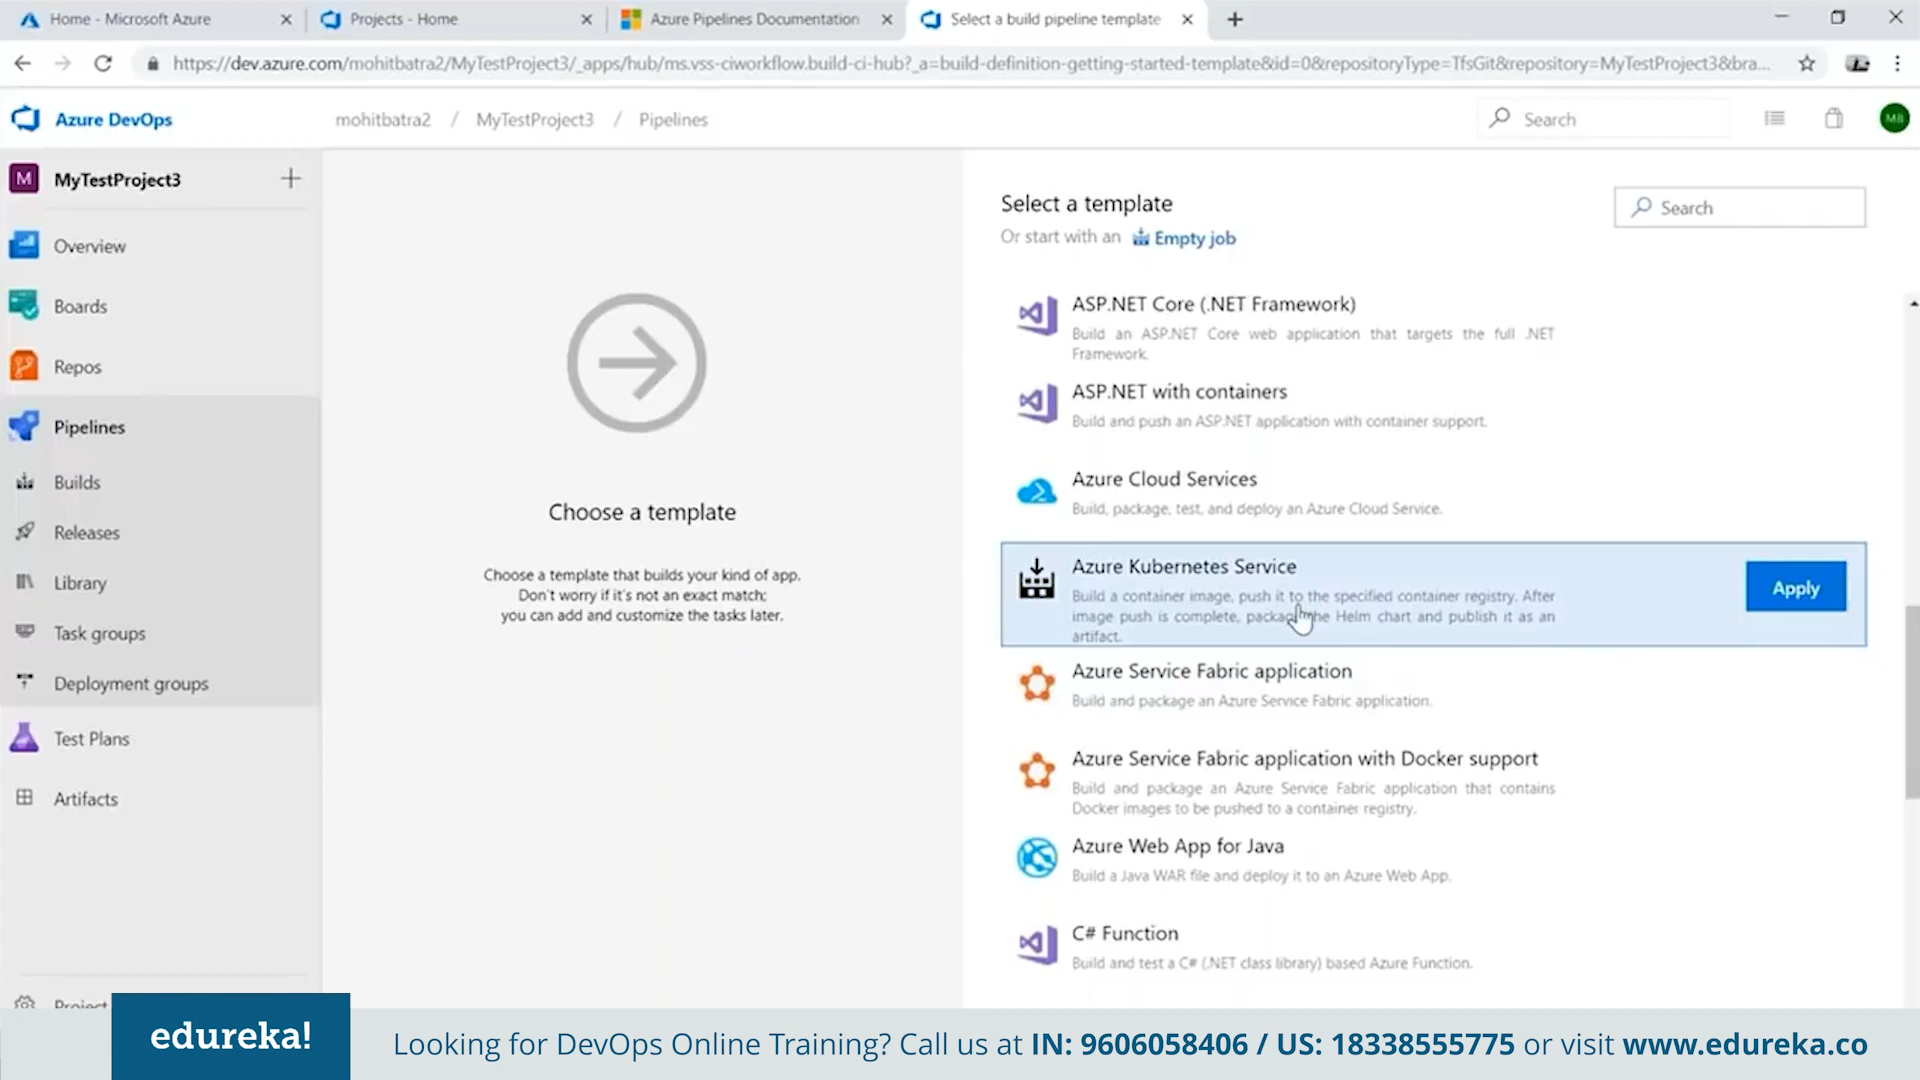 Home - Microsoft Azure
Projects - Home
Azure Pipelines Documentation
Select a build pipeline template
https://dev.azure.com/mohitbatra2/MyTestProject3/_apps/hub/ms.vss-ciworkflow.build-ci-hub?_a=build-definition-getting-started-template&id=0&repositoryType=TfsGit&repository=MyTestProject3&bra...
Azure DevOps
mohitbatra2 / MyTestProject3 / Pipelines
Search
MB
M MyTestProject3
Overview
Boards
Repos
Pipelines
Builds
Releases
Library
Task groups
Deployment groups
Test Plans
Artifacts
Project
Choose a template
Choose a template that builds your kind of app.
Don't worry if it's not an exact match;
you can add and customize the tasks later.
Select a template
Or start with an Empty job
Search
ASP.NET Core (.NET Framework)
Build an ASP.NET Core web application that targets the full .NET
Framework.
ASP.NET with containers
Build and push an ASP.NET application with container support.
Azure Cloud Services
Build, package, test, and deploy an Azure Cloud Service.
Azure Kubernetes Service
Build a container image, push it to the specified container registry. After
image push is complete, package the Helm chart and publish it as an
artifact.
Apply
Azure Service Fabric application
Build and package an Azure Service Fabric application.
Azure Service Fabric application with Docker support
Build and package an Azure Service Fabric application that contains
Docker images to be pushed to a container registry.
Azure Web App for Java
Build a Java WAR file and deploy it to an Azure Web App.
C# Function
Build and test a C# (.NET class library) based Azure Function.
edureka!
Looking for DevOps Online Training? Call us at IN: 9606058406 / US: 18338555775 or visit www.edureka.co